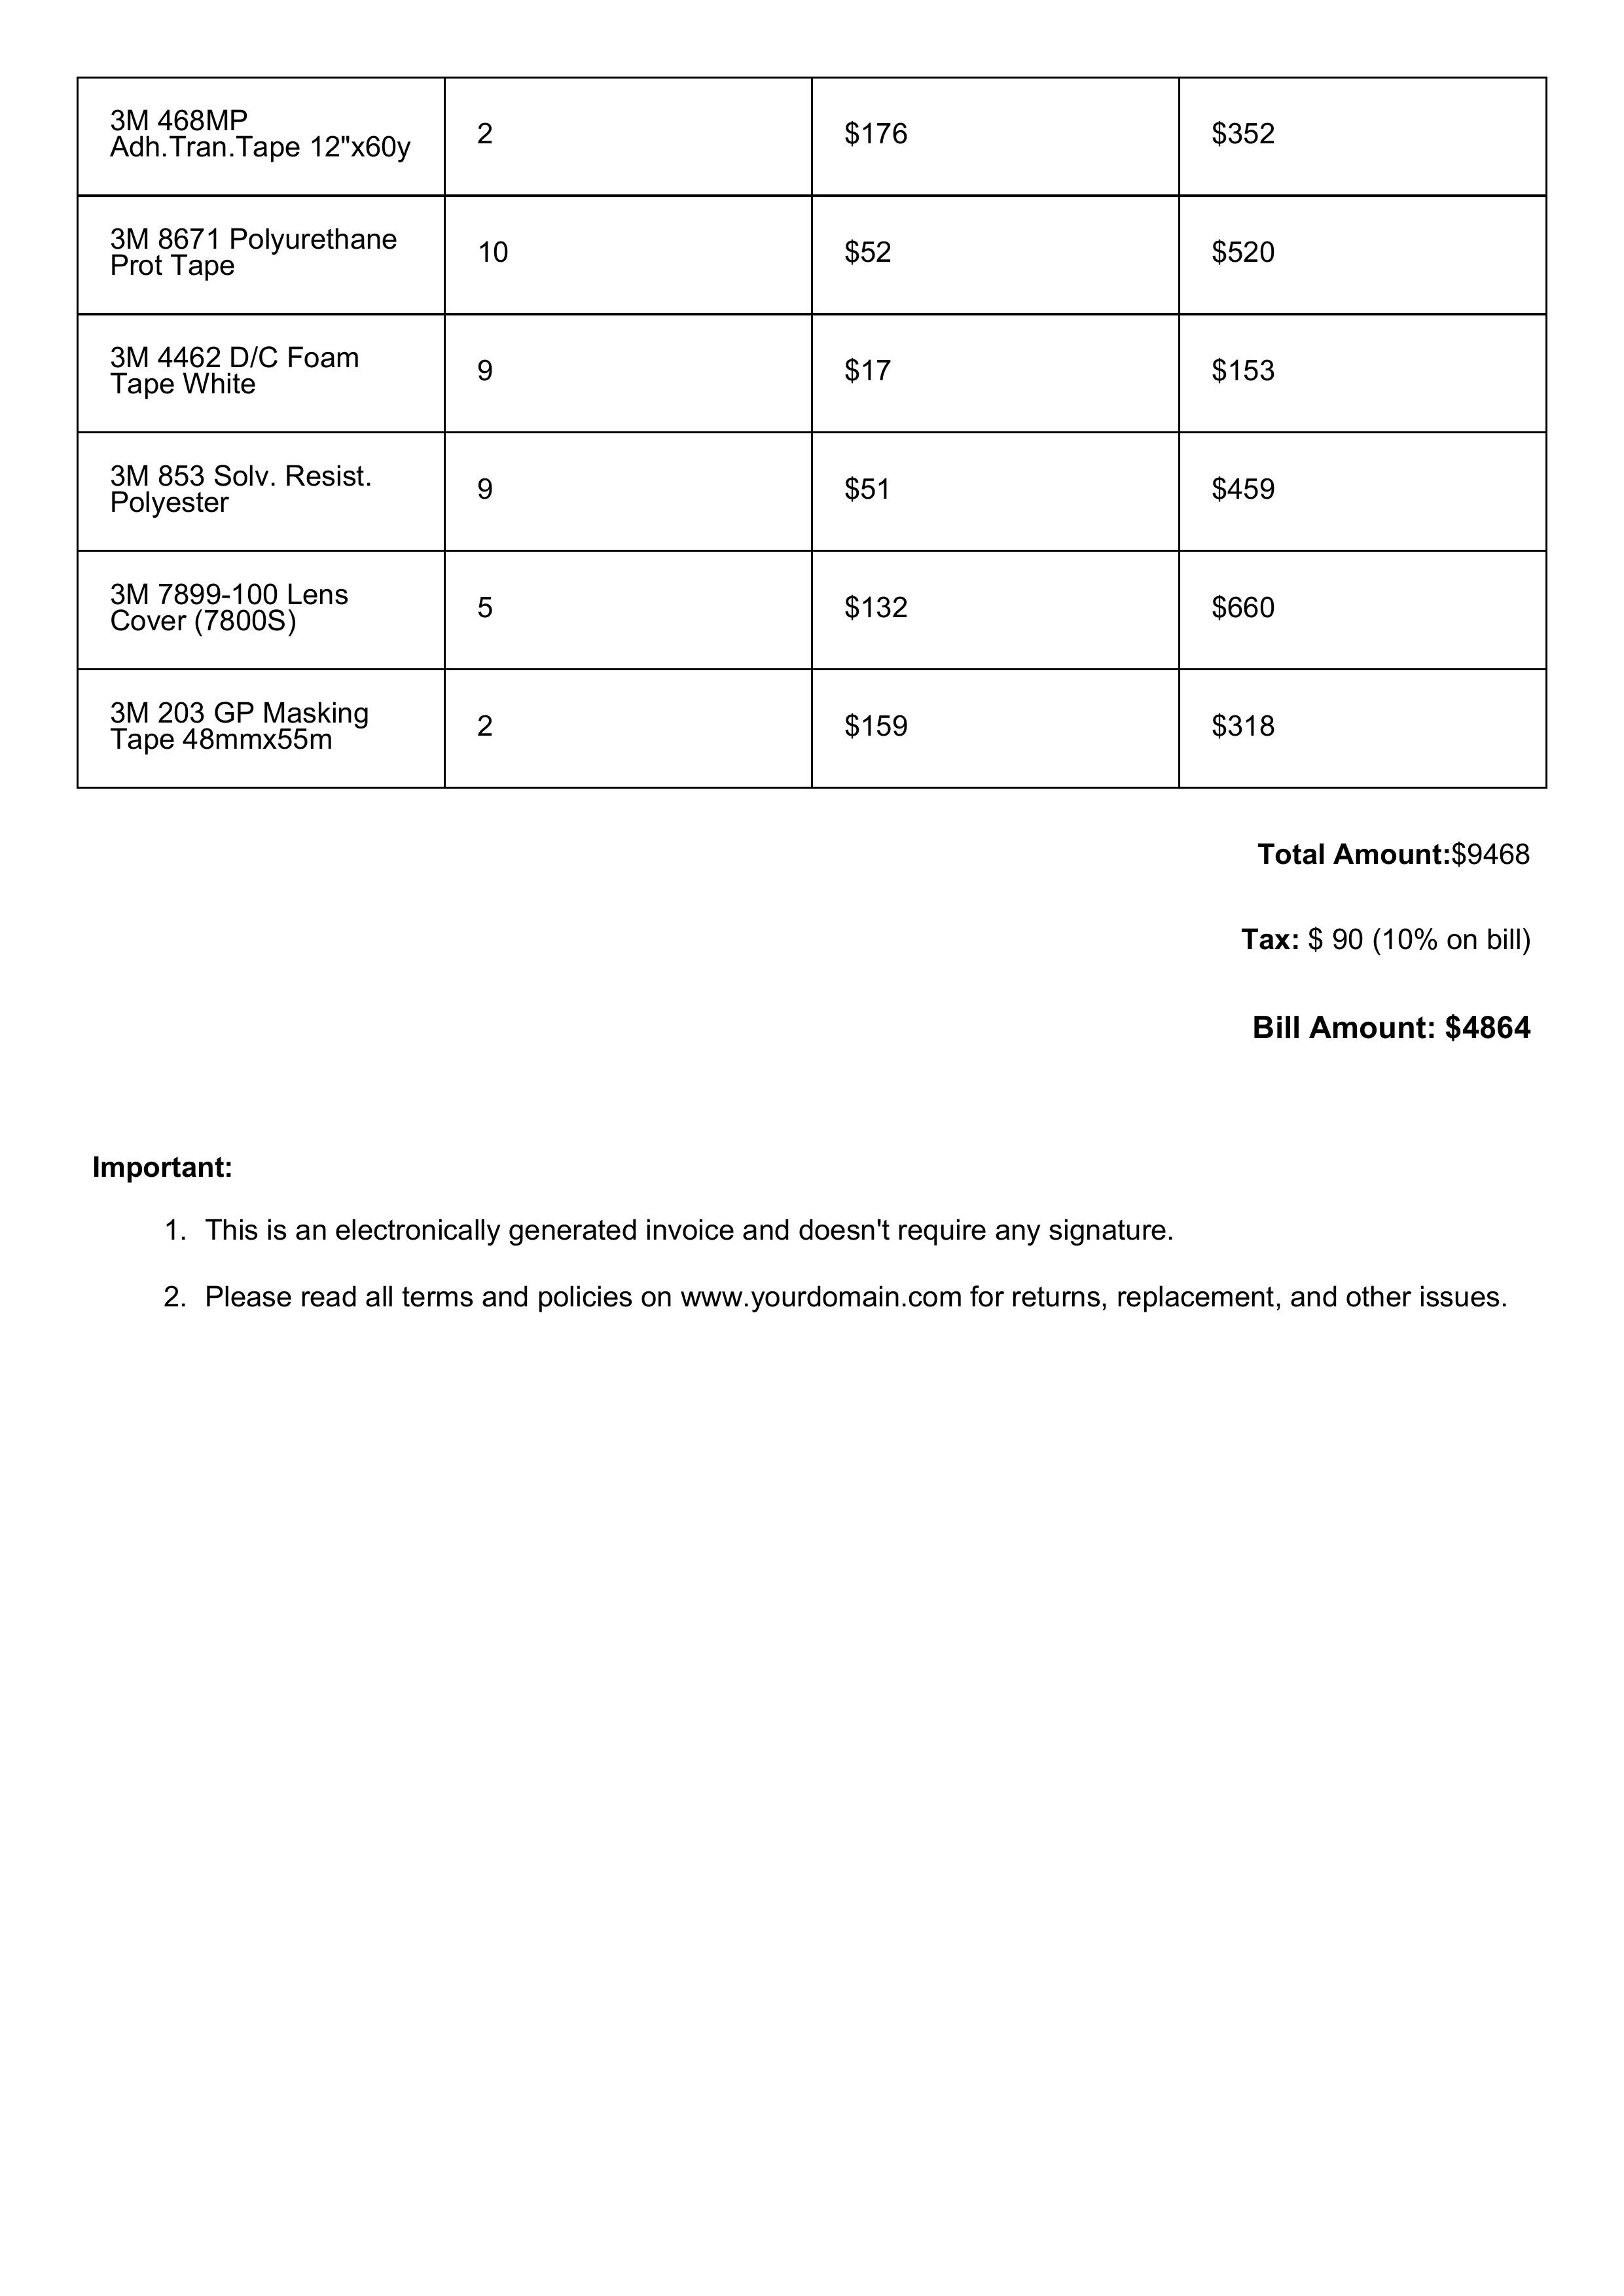 3M 468MP
Adh.Tran.Tape 12"x60y
2
$176
$352
3M 8671 Polyurethane
Prot Tape
10
$52
$520
3M 4462 D/C Foam
Tape White
9
$17
$153
3M 853 Solv. Resist.
Polyester
9
$51
$459
3M 7899-100 Lens
Cover (7800S)
5
$132
$660
3M 203 GP Masking
Tape 48mmx55m
2
$159
$318
Total Amount:$9468
Tax: $ 90 (10% on bill)
Bill Amount: $4864
Important:
1. This is an electronically generated invoice and doesn't require any signature.
2. Please read all terms and policies on www.yourdomain.com for returns, replacement, and other issues.